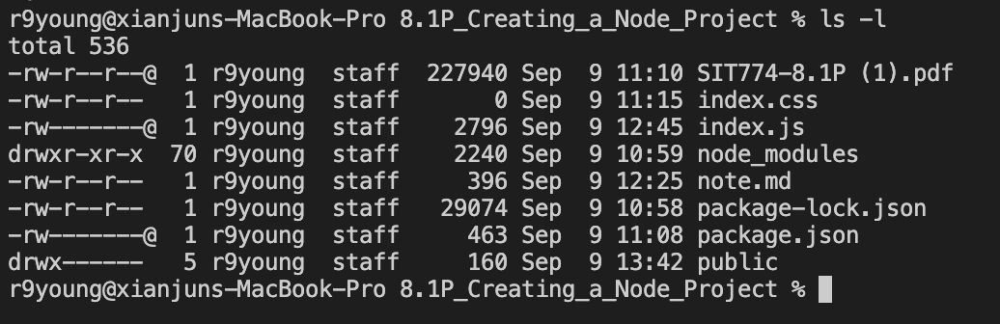 r9young@xianjuns-MacBook-Pro 8.1P_Creating_a_Node_Project % ls -l
total 536
-rw-r--r--@  1 r9young  staff  227940 Sep  9 11:10 SIT774-8.1P (1).pdf
-rw-r--r--   1 r9young  staff       0 Sep  9 11:15 index.css
-rw-------@  1 r9young  staff    2796 Sep  9 12:45 index.js
drwxr-xr-x  70 r9young  staff    2240 Sep  9 10:59 node_modules
-rw-r--r--   1 r9young  staff     396 Sep  9 12:25 note.md
-rw-r--r--   1 r9young  staff   29074 Sep  9 10:58 package-lock.json
-rw-------@  1 r9young  staff     463 Sep  9 11:08 package.json
drwx------   5 r9young  staff     160 Sep  9 13:42 public
r9young@xianjuns-MacBook-Pro 8.1P_Creating_a_Node_Project %